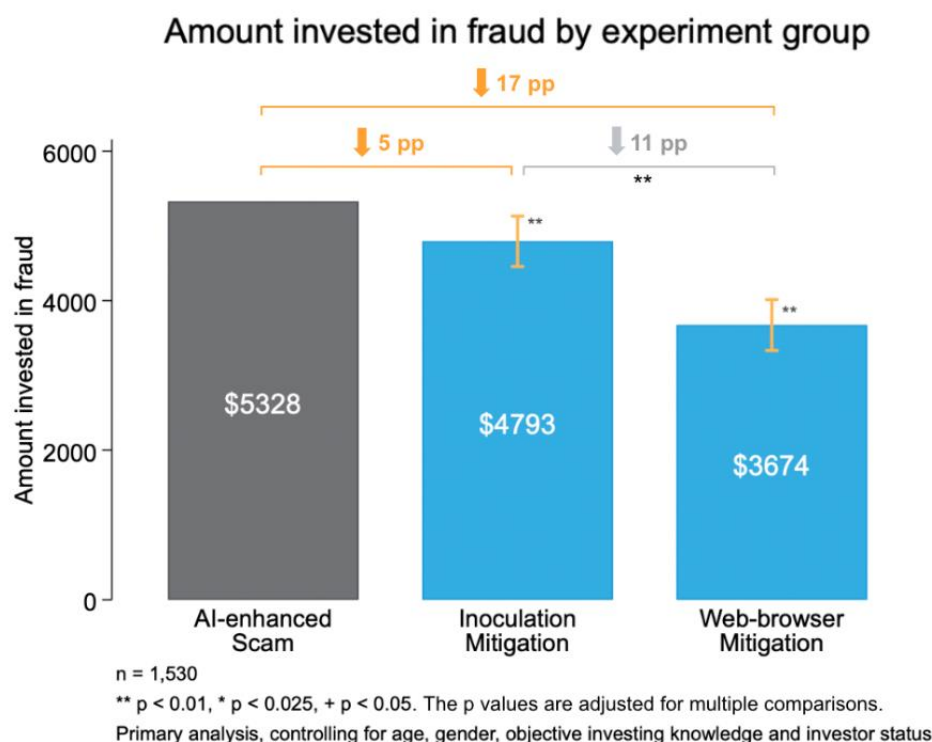 Amount invested in fraud by experiment group
17 pp
5 pp
11 pp
**
6000
4000
2000
0
Amount invested in fraud
**
**
$5328
$4793
$3674
AI-enhanced
Scam
Inoculation
Mitigation
Web-browser
Mitigation
n = 1,530
** p < 0.01, * p < 0.025, + p < 0.05. The p values are adjusted for multiple comparisons.
Primary analysis, controlling for age, gender, objective investing knowledge and investor status